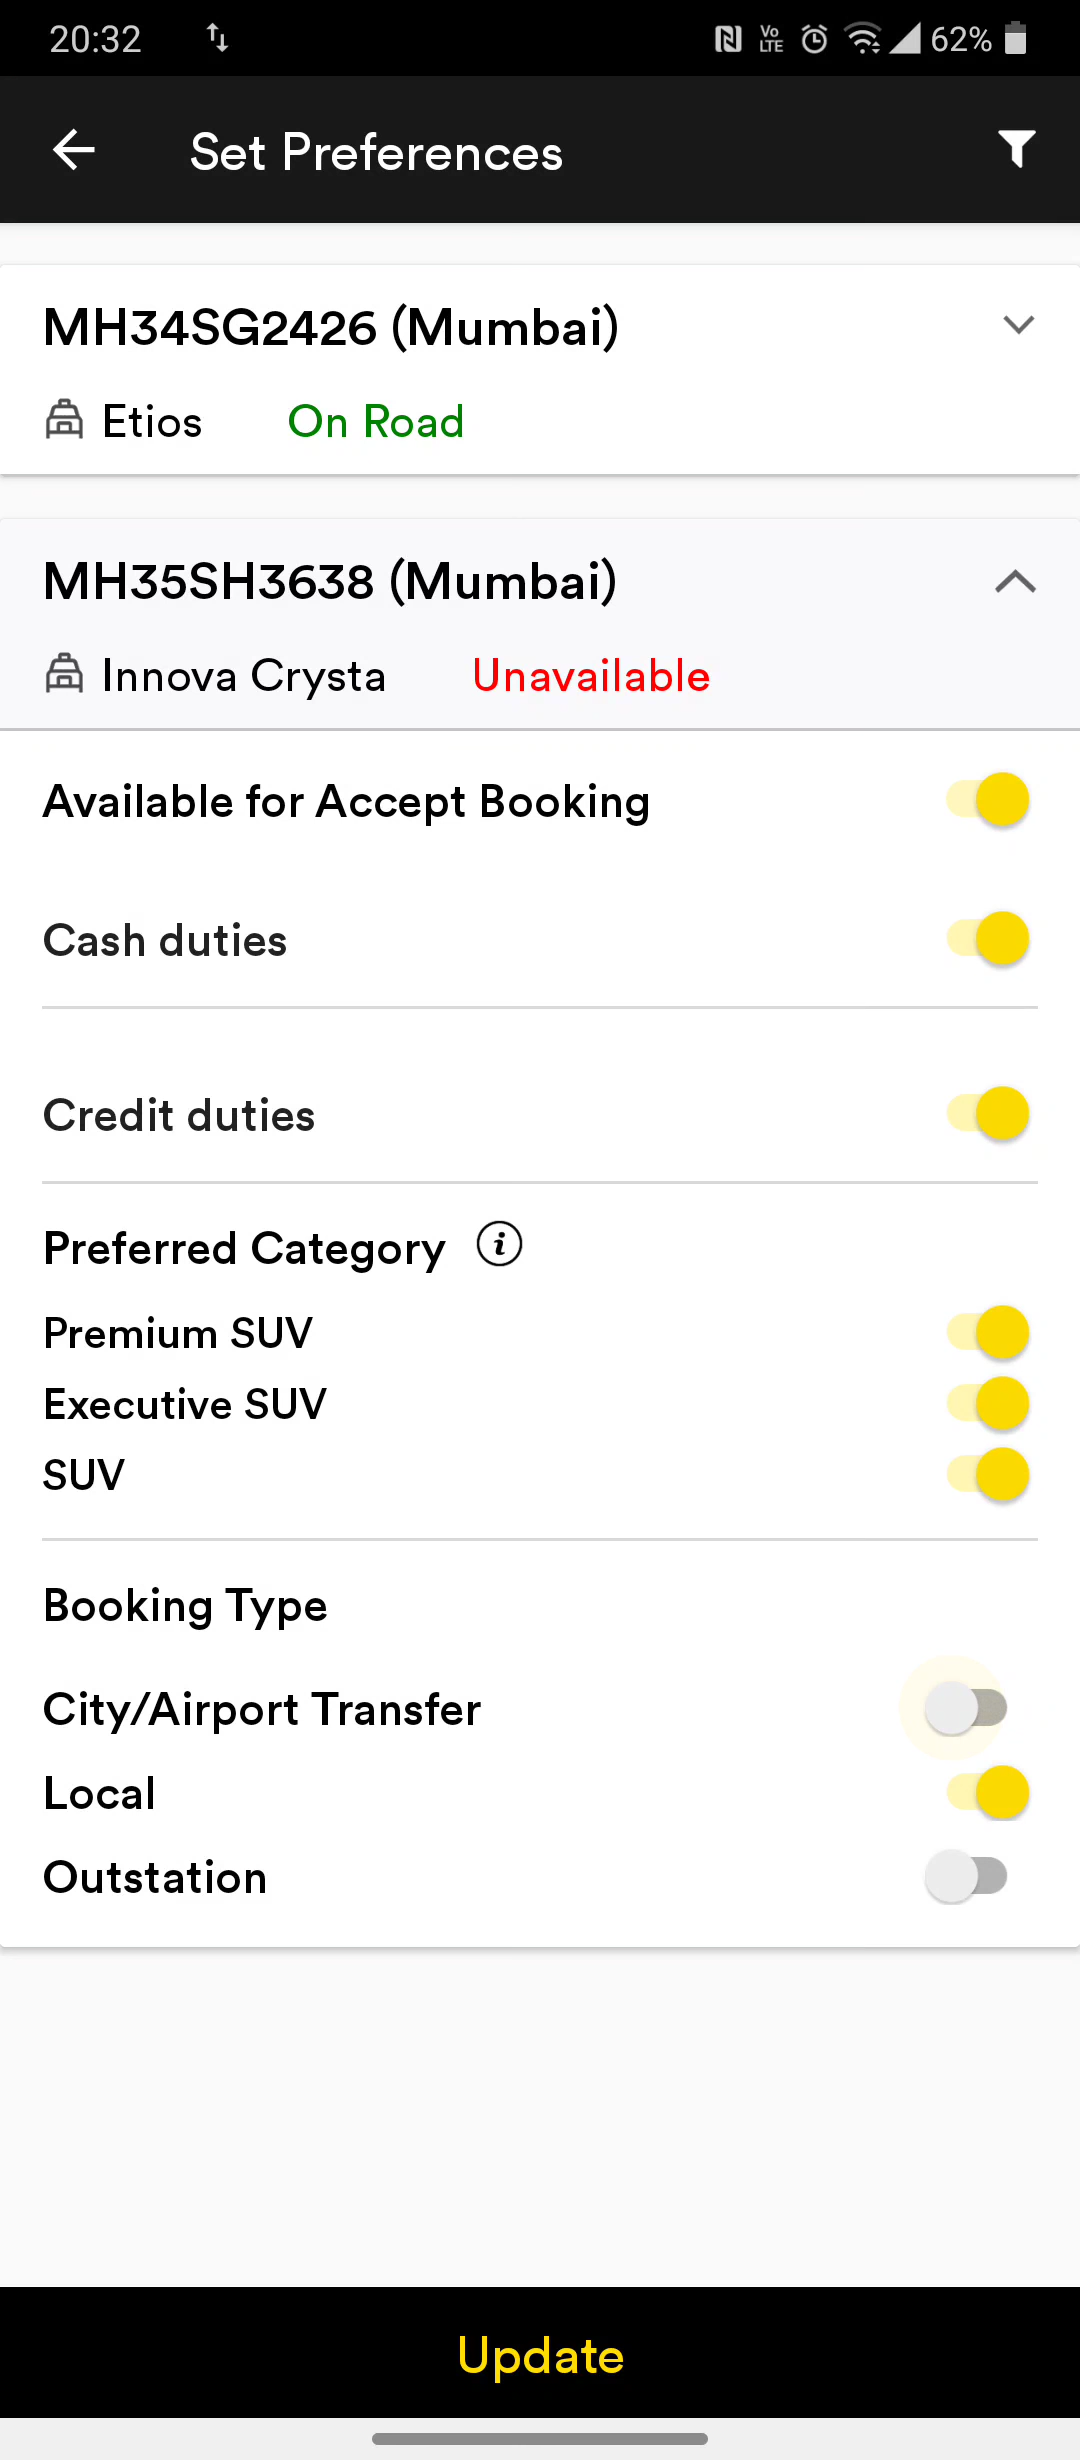 20:32 Vo LTE 62%
Set Preferences
MH34SG2426 (Mumbai)
Etios On Road
MH35SH3638 (Mumbai)
Innova Crysta Unavailable
Available for Accept Booking
Cash duties
Credit duties
Preferred Category i
Premium SUV
Executive SUV
SUV
Booking Type
City/Airport Transfer
Local
Outstation
Update